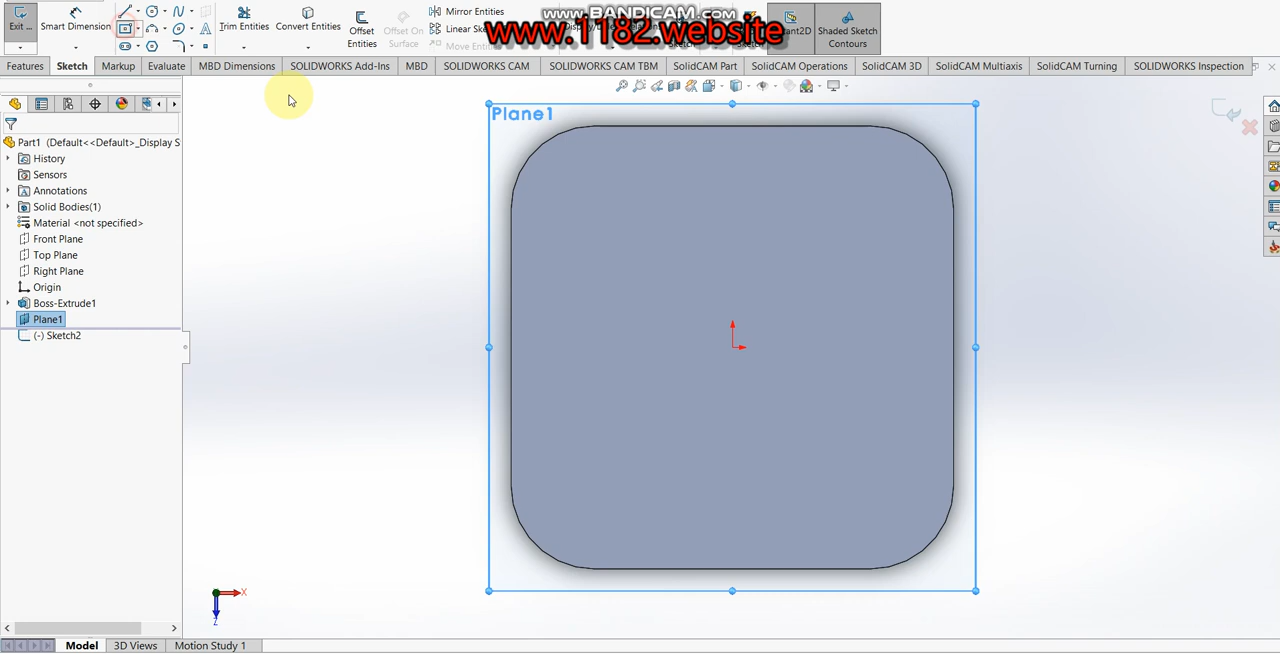 www.BANDICAM.com
www.1182.website
Exit ...
Smart Dimension
Trim Entities
Convert Entities
Offset
Entities
Offset On
Surface
Mirror Entities
Linear Sk
Move Entities
Shaded Sketch
Contours
Features
Sketch
Markup
Evaluate
MBD Dimensions
SOLIDWORKS Add-Ins
MBD
SOLIDWORKS CAM
SOLIDWORKS CAM TBM
SolidCAM Part
SolidCAM Operations
SolidCAM 3D
SolidCAM Multiaxis
SolidCAM Turning
SOLIDWORKS Inspection
Part1 (Default<<Default>_Display S
History
Sensors
Annotations
Solid Bodies(1)
Material <not specified>
Front Plane
Top Plane
Right Plane
Origin
Boss-Extrude1
Plane1
(-) Sketch2
Plane1
X
Z
Model
3D Views
Motion Study 1